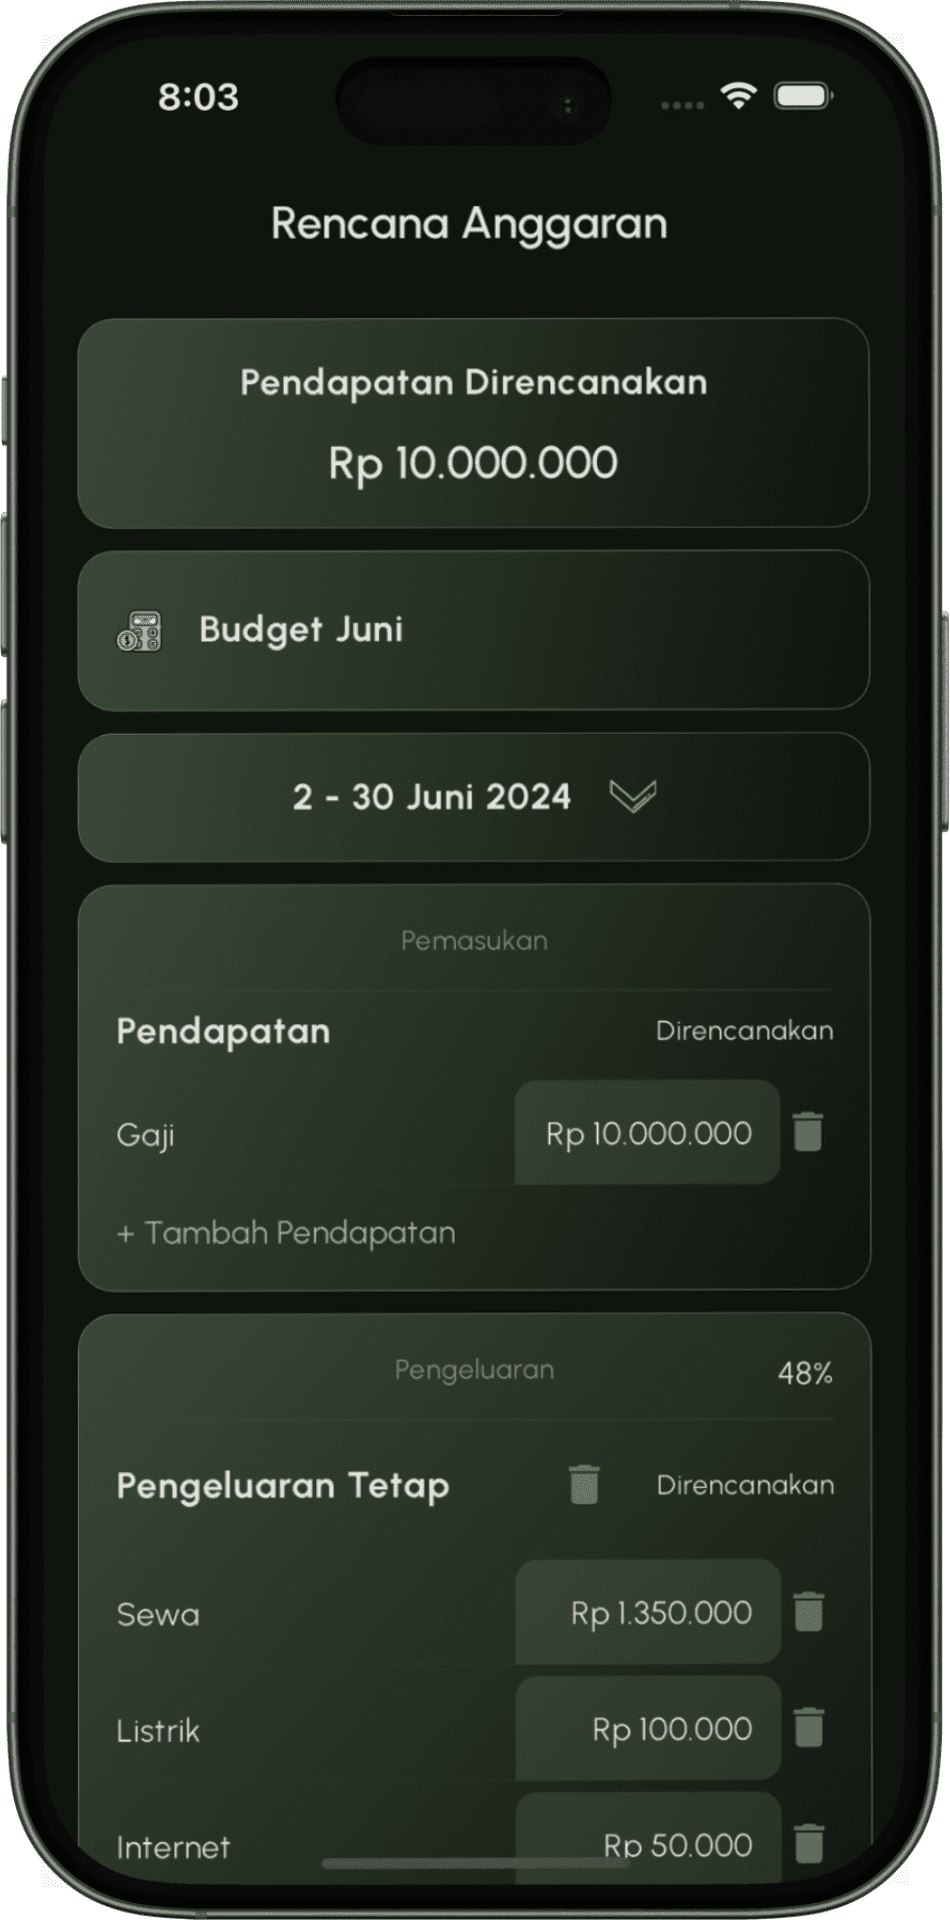 8:03
Rencana Anggaran
Pendapatan Direncanakan
Rp 10.000.000
Budget Juni
2 - 30 Juni 2024
Pemasukan
Pendapatan Direncanakan
Gaji Rp 10.000.000
+ Tambah Pendapatan
Pengeluaran 48%
Pengeluaran Tetap Direncanakan
Sewa Rp 1.350.000
Listrik Rp 100.000
Internet Rp 50.000